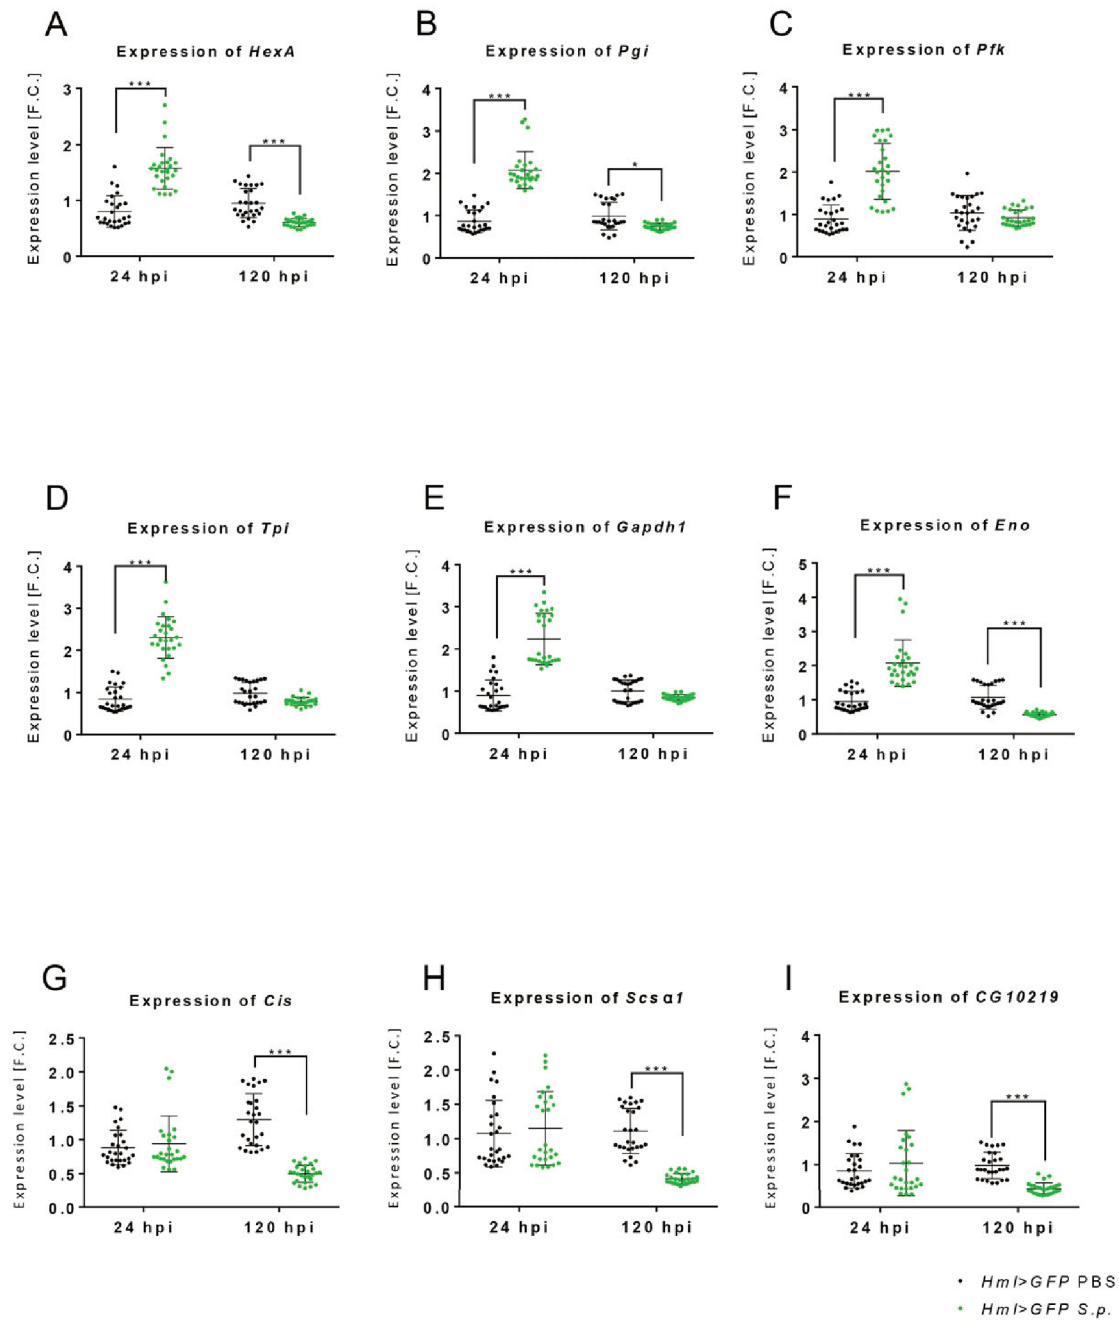 A
Expression of HexA
Expression level [F.C.]
3
2
1
0
***
***
24 hpi
120 hpi
B
Expression of Pgi
Expression level [F.C.]
4
3
2
1
0
***
*
24 hpi
120 hpi
C
Expression of Pfk
Expression level [F.C.]
4
3
2
1
0
***
24 hpi
120 hpi
D
Expression of Tpi
Expression level [F.C.]
4
3
2
1
0
***
24 hpi
120 hpi
E
Expression of Gapdh1
Expression level [F.C.]
4
3
2
1
0
***
24 hpi
120 hpi
F
Expression of Eno
Expression level [F.C.]
5
4
3
2
1
0
***
***
24 hpi
120 hpi
G
Expression of Cis
Expression level [F.C.]
2.5
2.0
1.5
1.0
0.5
0.0
***
24 hpi
120 hpi
H
Expression of Scs α1
Expression level [F.C.]
2.5
2.0
1.5
1.0
0.5
0.0
***
24 hpi
120 hpi
I
Expression of CG10219
Expression level [F.C.]
4
3
2
1
0
***
24 hpi
120 hpi
Hml>GFP PBS
Hml>GFP S.p.